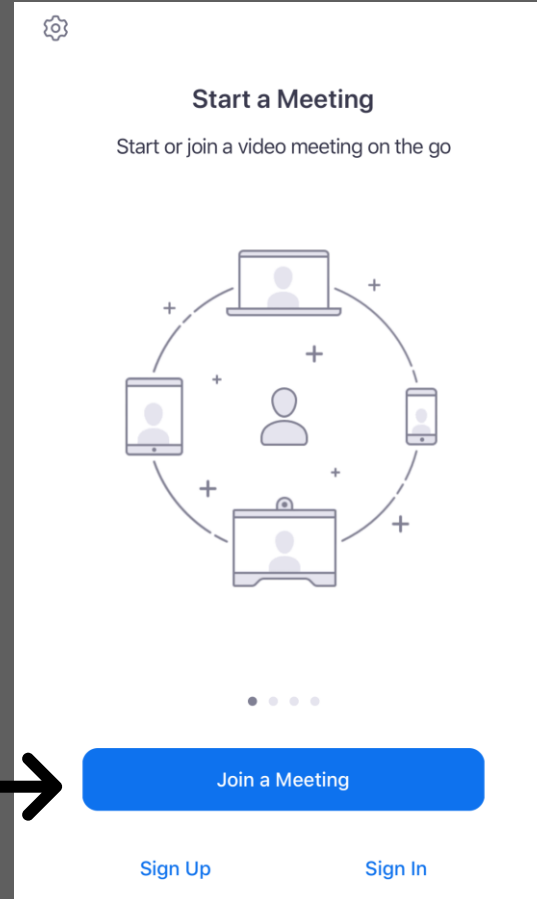 Start a Meeting
Start or join a video meeting on the go
Join a Meeting
Sign Up
Sign In